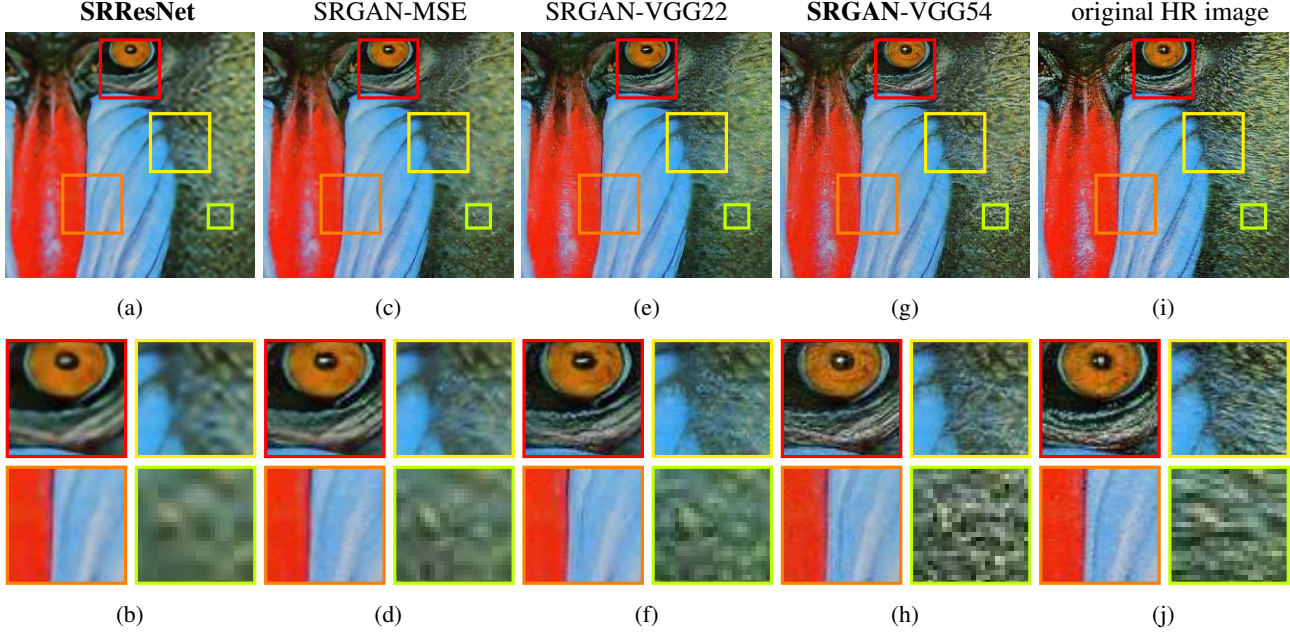 SRResNet SRGAN-MSE SRGAN-VGG22 SRGAN-VGG54 original HR image
(a) (c) (e) (g) (i)
(b) (d) (f) (h) (j)